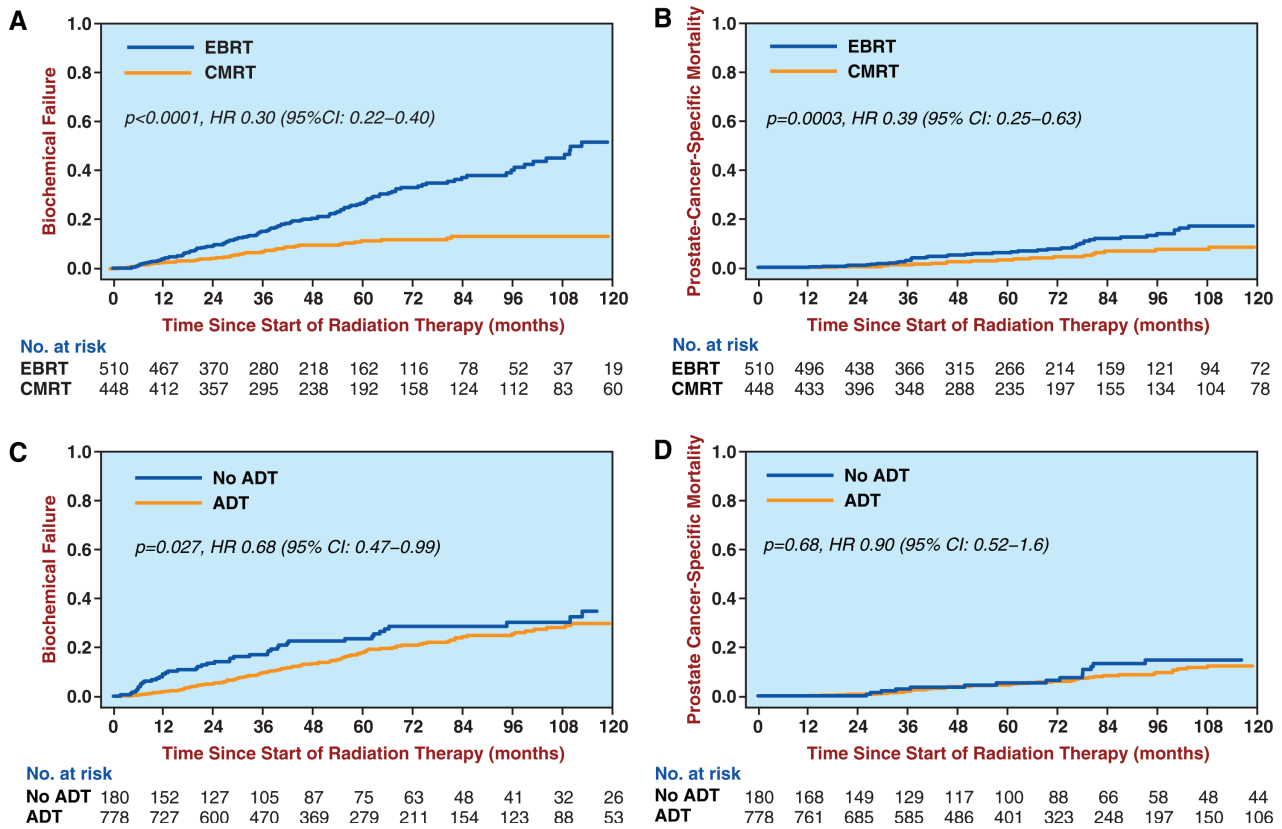 A
1.0
0.8
0.6
0.4
0.2
0.0
Biochemical Failure
EBRT
CMRT
p<0.0001, HR 0.30 (95%CI: 0.22–0.40)
0 12 24 36 48 60 72 84 96 108 120
Time Since Start of Radiation Therapy (months)
No. at risk
EBRT 510 467 370 280 218 162 116 78 52 37 19
CMRT 448 412 357 295 238 192 158 124 112 83 60
B
1.0
0.8
0.6
0.4
0.2
0.0
Prostate-Cancer-Specific Mortality
EBRT
CMRT
p=0.0003, HR 0.39 (95% CI: 0.25–0.63)
0 12 24 36 48 60 72 84 96 108 120
Time Since Start of Radiation Therapy (months)
No. at risk
EBRT 510 496 438 366 315 266 214 159 121 94 72
CMRT 448 433 396 348 288 235 197 155 134 104 78
C
1.0
0.8
0.6
0.4
0.2
0.0
Biochemical Failure
No ADT
ADT
p=0.027, HR 0.68 (95% CI: 0.47–0.99)
0 12 24 36 48 60 72 84 96 108 120
Time Since Start of Radiation Therapy (months)
No. at risk
No ADT 180 152 127 105 87 75 63 48 41 32 26
ADT 778 727 600 470 369 279 211 154 123 88 53
D
1.0
0.8
0.6
0.4
0.2
0.0
Prostate Cancer-Specific Mortality
No ADT
ADT
p=0.68, HR 0.90 (95% CI: 0.52–1.6)
0 12 24 36 48 60 72 84 96 108 120
Time Since Start of Radiation Therapy (months)
No. at risk
No ADT 180 168 149 129 117 100 88 66 58 48 44
ADT 778 761 685 585 486 401 323 248 197 150 106